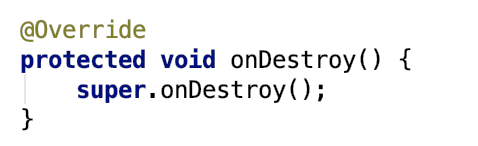 @Override
protected void onDestroy() {
    super.onDestroy();
}